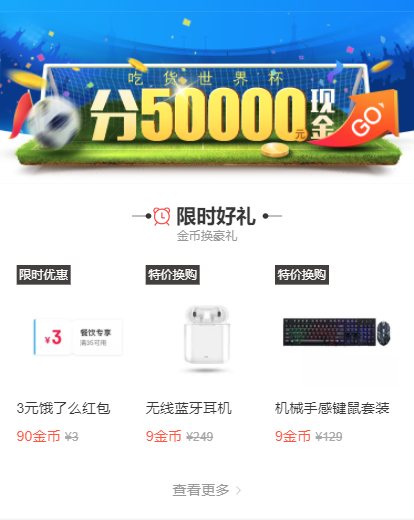 吃货世界杯
分50000元现金
GO
限时好礼
金币换豪礼
限时优惠
特价换购
特价换购
¥3
餐饮专享
满35可用
3元饿了么红包
无线蓝牙耳机
机械手感键鼠套装
90金币 ¥3
9金币 ¥249
9金币 ¥129
查看更多 >